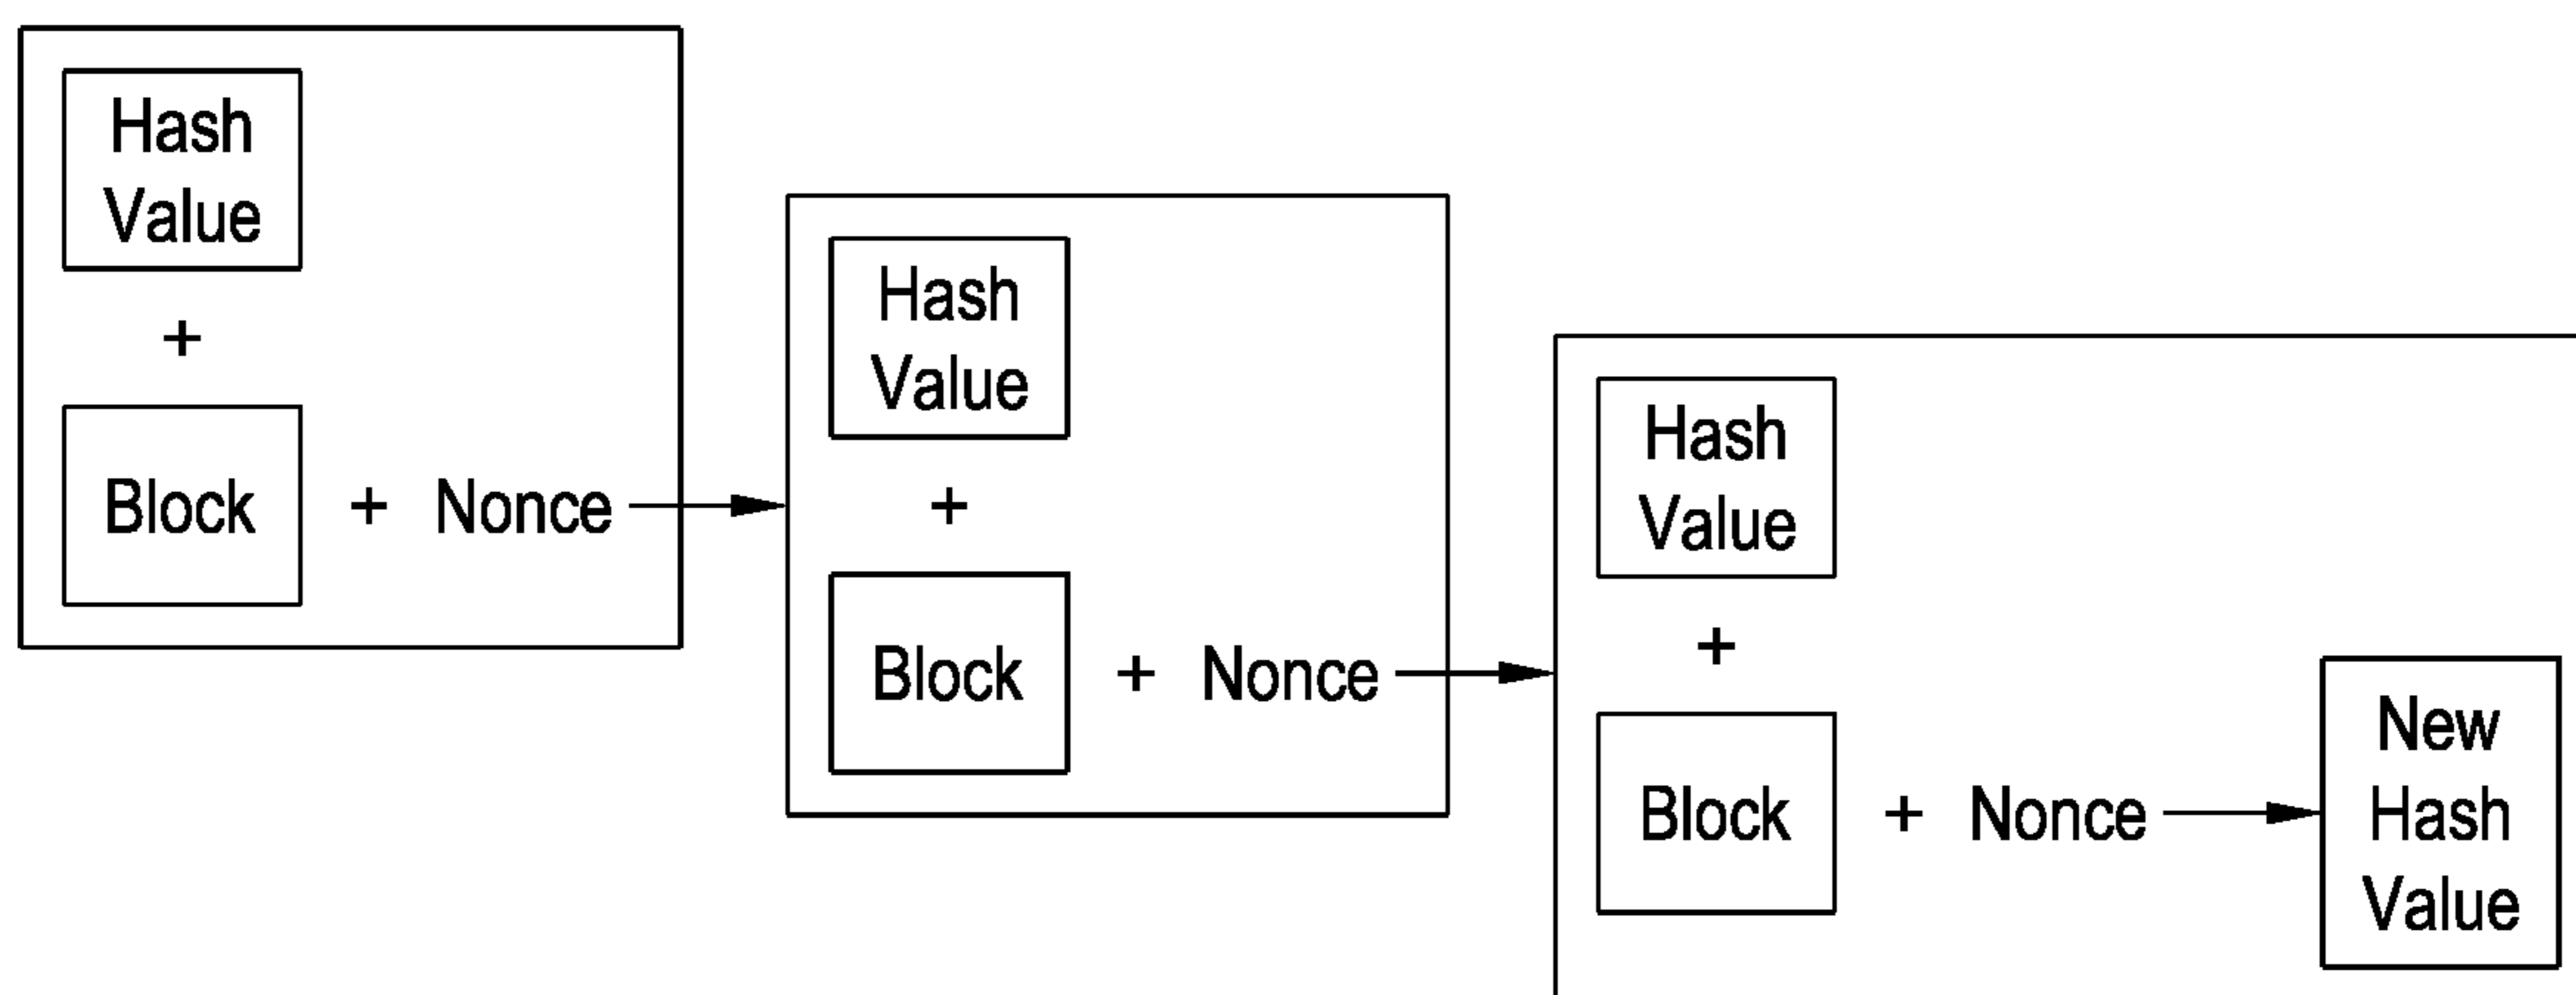 Hash
Value
+
Block + Nonce
Hash
Value
+
Block + Nonce
Hash
Value
+
Block + Nonce
New
Hash
Value